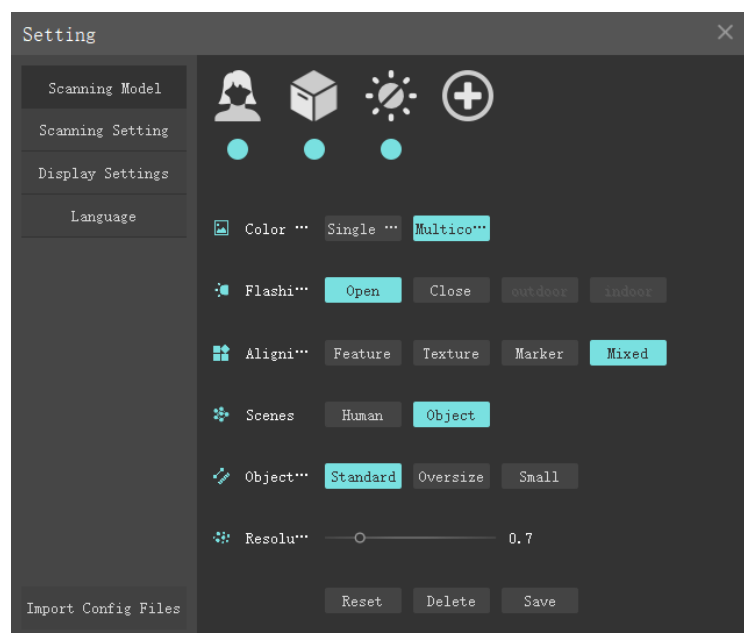 Setting
Scanning Model
Scanning Setting
Display Settings
Language
Color ··· Single ··· Multico···
Flashi··· Open Close outdoor indoor
Aligni··· Feature Texture Marker Mixed
Scenes Human Object
Object··· Standard Oversize Small
Resolu··· 0.7
Import Config Files Reset Delete Save